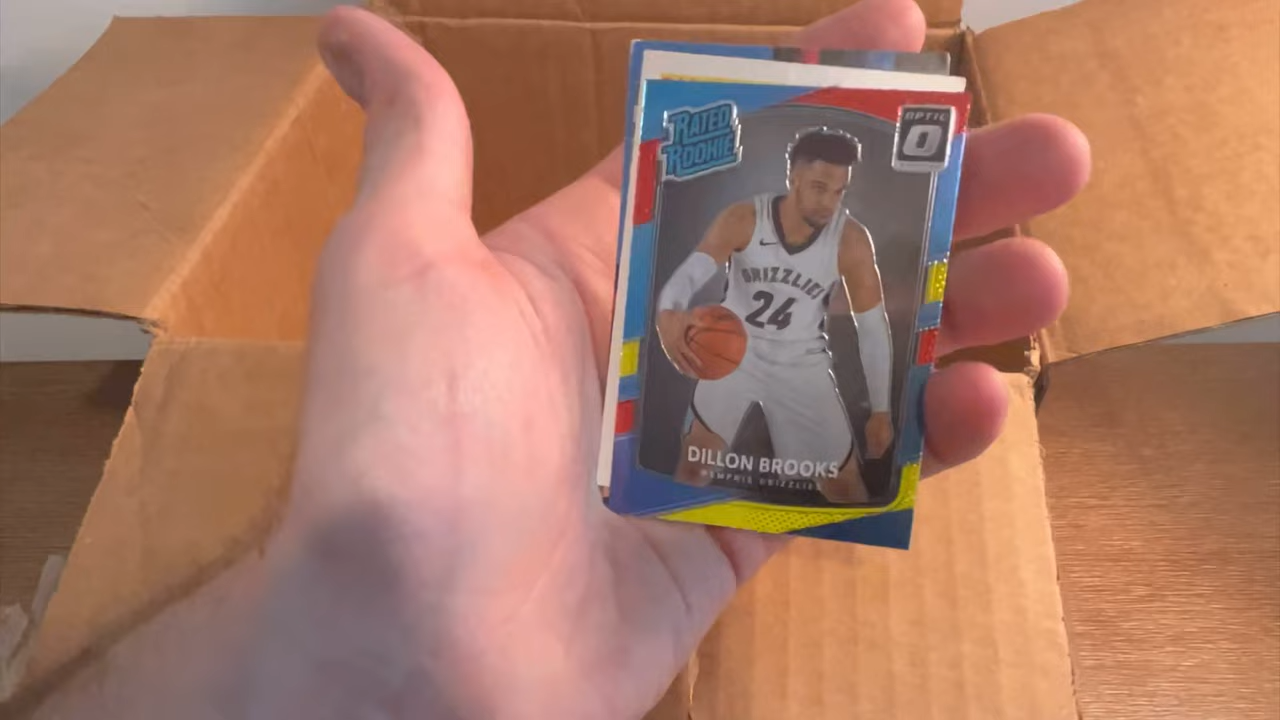 RATED
ROOKIE
OPTIC
O
GRIZZLIES
24
DILLON BROOKS
MEMPHIS GRIZZLIES